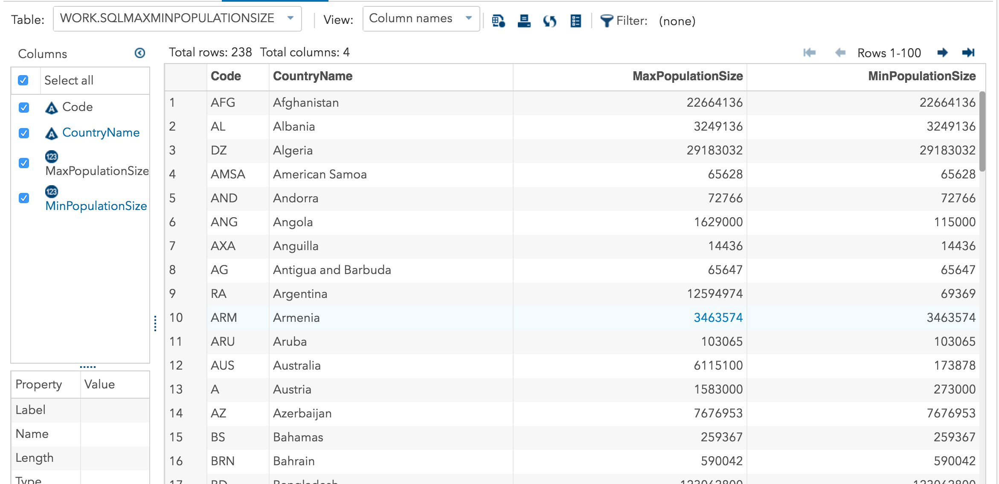 Table: WORK.SQLMAXMINPOPULATIONSIZE View: Column names Filter: (none)
Columns
Select all
Code
CountryName
123
MaxPopulationSize
123
MinPopulationSize
Property Value
Label
Name
Length
Type
Total rows: 238 Total columns: 4 Rows 1-100
Code CountryName MaxPopulationSize MinPopulationSize
1 AFG Afghanistan 22664136 22664136
2 AL Albania 3249136 3249136
3 DZ Algeria 29183032 29183032
4 AMSA American Samoa 65628 65628
5 AND Andorra 72766 72766
6 ANG Angola 1629000 115000
7 AXA Anguilla 14436 14436
8 AG Antigua and Barbuda 65647 65647
9 RA Argentina 12594974 69369
10 ARM Armenia 3463574 3463574
11 ARU Aruba 103065 103065
12 AUS Australia 6115100 173878
13 A Austria 1583000 273000
14 AZ Azerbaijan 7676953 7676953
15 BS Bahamas 259367 259367
16 BRN Bahrain 590042 590042
17 BD Bangladesh 123062800 123062800